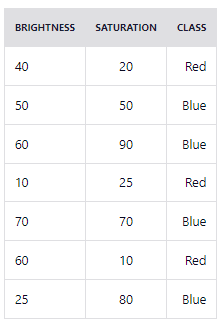 BRIGHTNESS SATURATION CLASS
40 20 Red
50 50 Blue
60 90 Blue
10 25 Red
70 70 Blue
60 10 Red
25 80 Blue